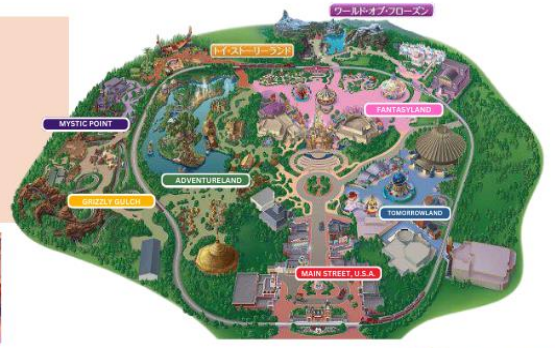 ワールド・オブ・フローズン
トイ・ストーリーランド
FANTASYLAND
MYSTIC POINT
ADVENTURELAND
GRIZZLY GULCH
TOMORROWLAND
MAIN STREET, U.S.A.